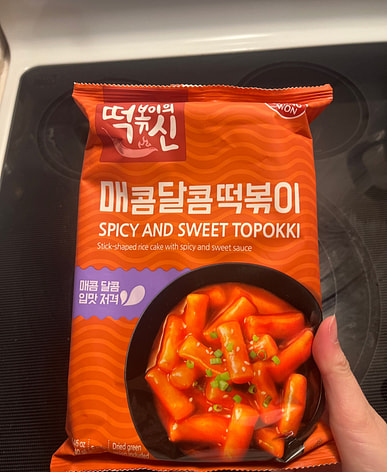 떡볶이의
신
매콤달콤떡볶이
SPICY AND SWEET TOPOKKI
Stick-shaped rice cake with spicy and sweet sauce
매콤 달콤
입맛 저격
Dried green